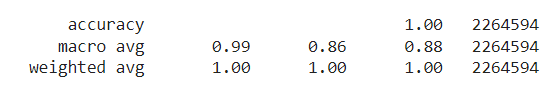 accuracy 1.00 2264594
macro avg 0.99 0.86 0.88 2264594
weighted avg 1.00 1.00 1.00 2264594